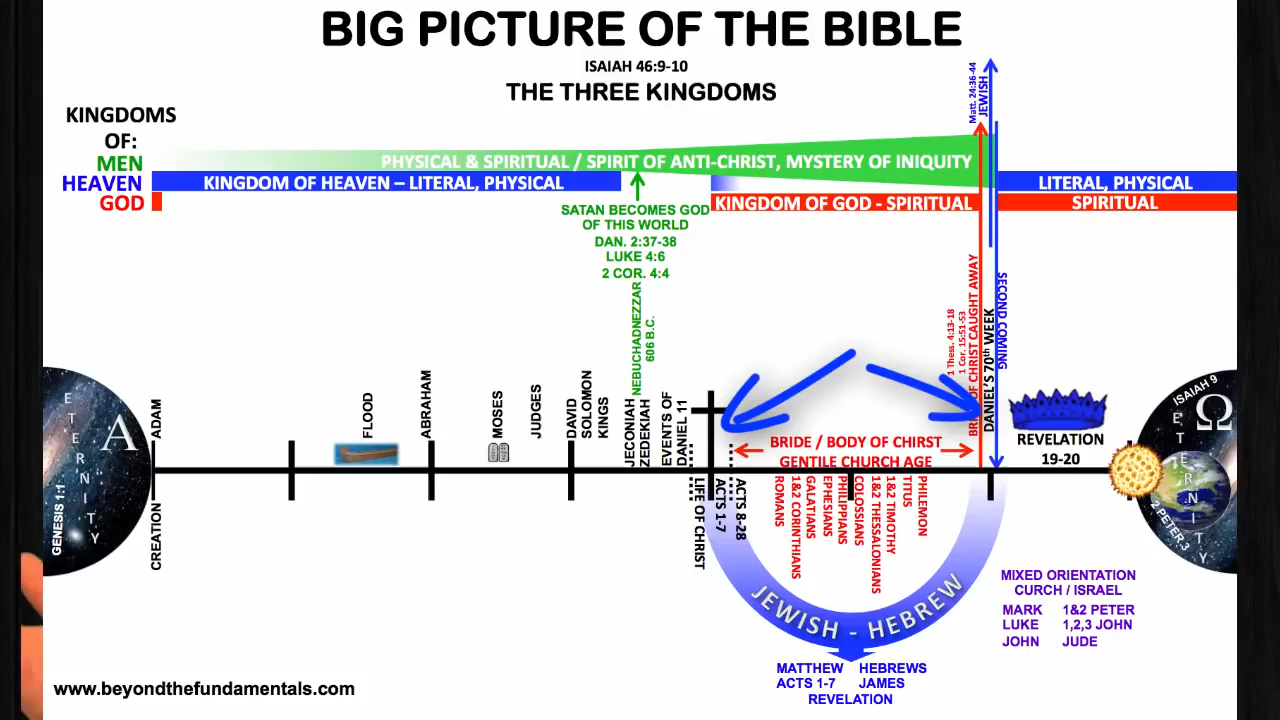 BIG PICTURE OF THE BIBLE
ISAIAH 46:9-10
THE THREE KINGDOMS
KINGDOMS
OF:
MEN
HEAVEN
GOD
PHYSICAL & SPIRITUAL / SPIRIT OF ANTI-CHRIST, MYSTERY OF INIQUITY
KINGDOM OF HEAVEN – LITERAL, PHYSICAL
LITERAL, PHYSICAL
KINGDOM OF GOD - SPIRITUAL
SPIRITUAL
Matt. 24:36-44
JEWISH
SATAN BECOMES GOD
OF THIS WORLD
DAN. 2:37-38
LUKE 4:6
2 COR. 4:4
NEBUCHADNEZZAR
606 B.C.
1 Thess. 4:13-18
1 Cor. 15:51-53
OF CHRIST CAUGHT AWAY
DANIEL'S 70th WEEK
SECOND COMING
ETERNITY
A
GENESIS 1:1
ADAM
CREATION
FLOOD
ABRAHAM
MOSES
JUDGES
DAVID
SOLOMON
KINGS
JECONIAH
ZEDEKIAH
EVENTS OF
DANIEL 11
LIFE OF CHRIST
ACTS 1-7
ACTS 8-28
BRIDE / BODY OF CHIRST
GENTILE CHURCH AGE
ROMANS
1&2 CORINTHIANS
GALATIANS
EPHESIANS
PHILIPPIANS
COLOSSIANS
1&2 THESSALONIANS
1&2 TIMOTHY
TITUS
PHILEMON
REVELATION
19-20
ISAIAH 9
Ω
ETERNITY
2 PETER 3
JEWISH - HEBREW
MATTHEW HEBREWS
ACTS 1-7 JAMES
REVELATION
MIXED ORIENTATION
CURCH / ISRAEL
MARK 1&2 PETER
LUKE 1,2,3 JOHN
JOHN JUDE
www.beyondthefundamentals.com